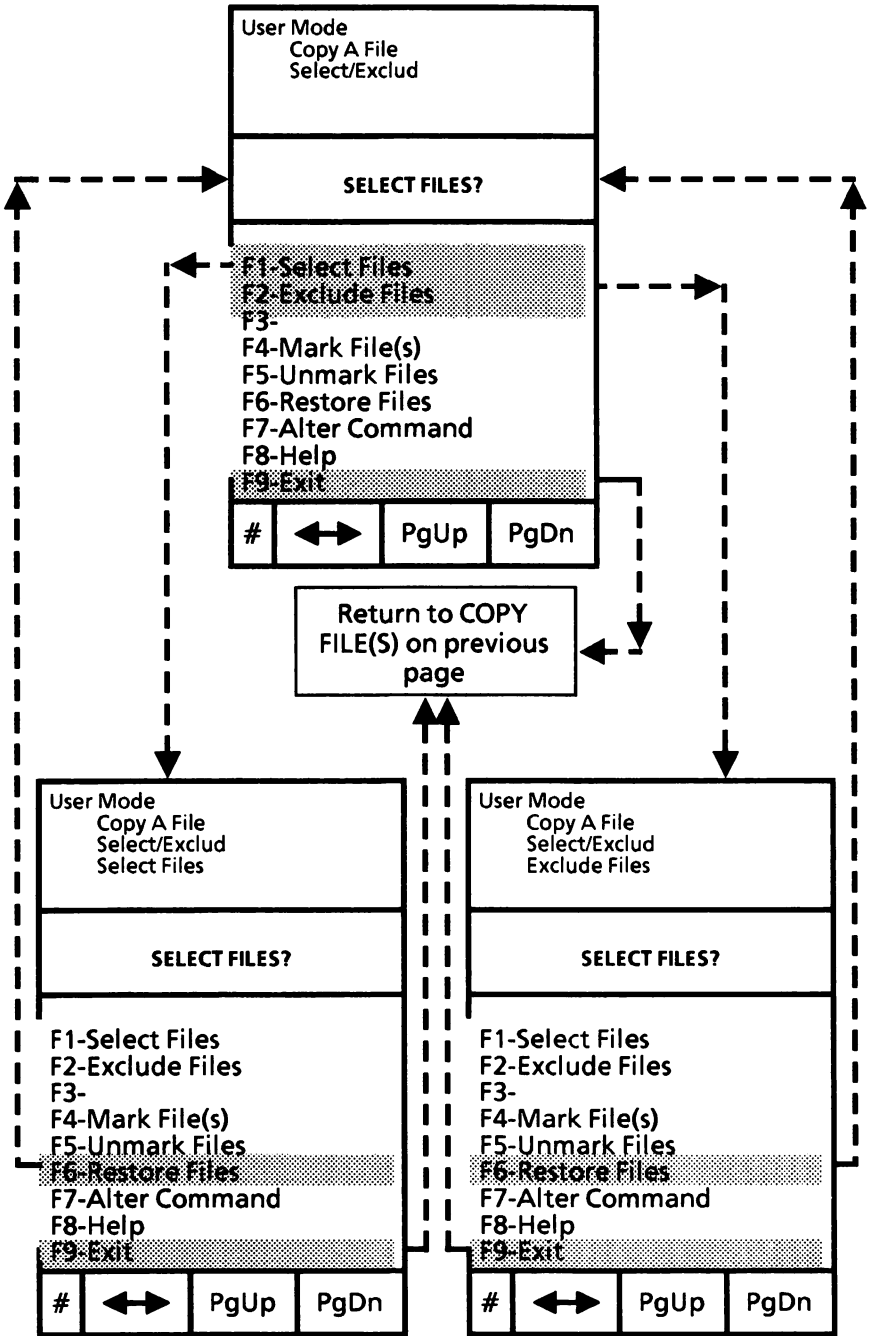 User Mode
Copy A File
Select/Exclud
SELECT FILES?
F1-Select Files
F2-Exclude Files
F3-
F4-Mark File(s)
F5-Unmark Files
F6-Restore Files
F7-Alter Command
F8-Help
F9-Exit
# PgUp PgDn
Return to COPY
FILE(S) on previous
page
User Mode
Copy A File
Select/Exclud
Select Files
SELECT FILES?
F1-Select Files
F2-Exclude Files
F3-
F4-Mark File(s)
F5-Unmark Files
F6-Restore Files
F7-Alter Command
F8-Help
F9-Exit
# PgUp PgDn
User Mode
Copy A File
Select/Exclud
Exclude Files
SELECT FILES?
F1-Select Files
F2-Exclude Files
F3-
F4-Mark File(s)
F5-Unmark Files
F6-Restore Files
F7-Alter Command
F8-Help
F9-Exit
# PgUp PgDn